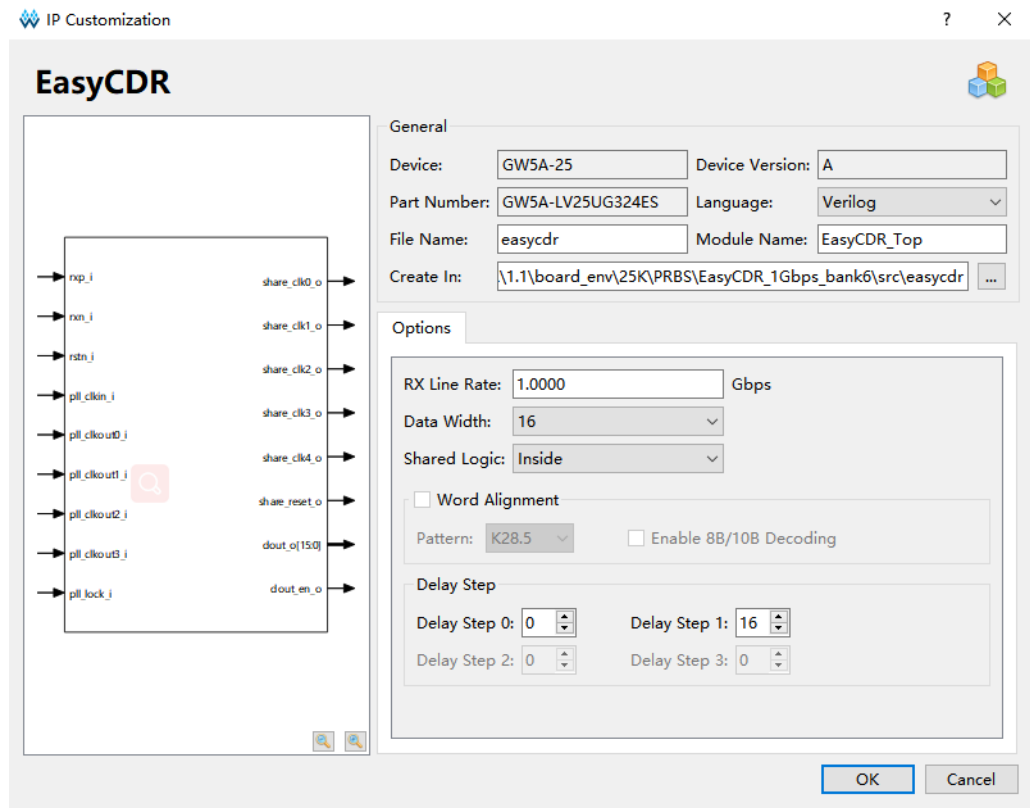 IP Customization
?
EasyCDR
rxp_i
rxn_i
rstn_i
pll_clkin_i
pll_clkout0_i
pll_clkout1_i
pll_clkout2_i
pll_clkout3_i
pll_lock_i
share_clk0_o
share_clk1_o
share_clk2_o
share_clk3_o
share_clk4_o
share_reset_o
dout_o[15:0]
dout_en_o
General
Device: GW5A-25 Device Version: A
Part Number: GW5A-LV25UG324ES Language: Verilog
File Name: easycdr Module Name: EasyCDR_Top
Create In: .\1.1\board_env\25K\PRBS\EasyCDR_1Gbps_bank6\src\easycdr ...
Options
RX Line Rate: 1.0000 Gbps
Data Width: 16
Shared Logic: Inside
Word Alignment
Pattern: K28.5 Enable 8B/10B Decoding
Delay Step
Delay Step 0: 0 Delay Step 1: 16
Delay Step 2: 0 Delay Step 3: 0
OK Cancel